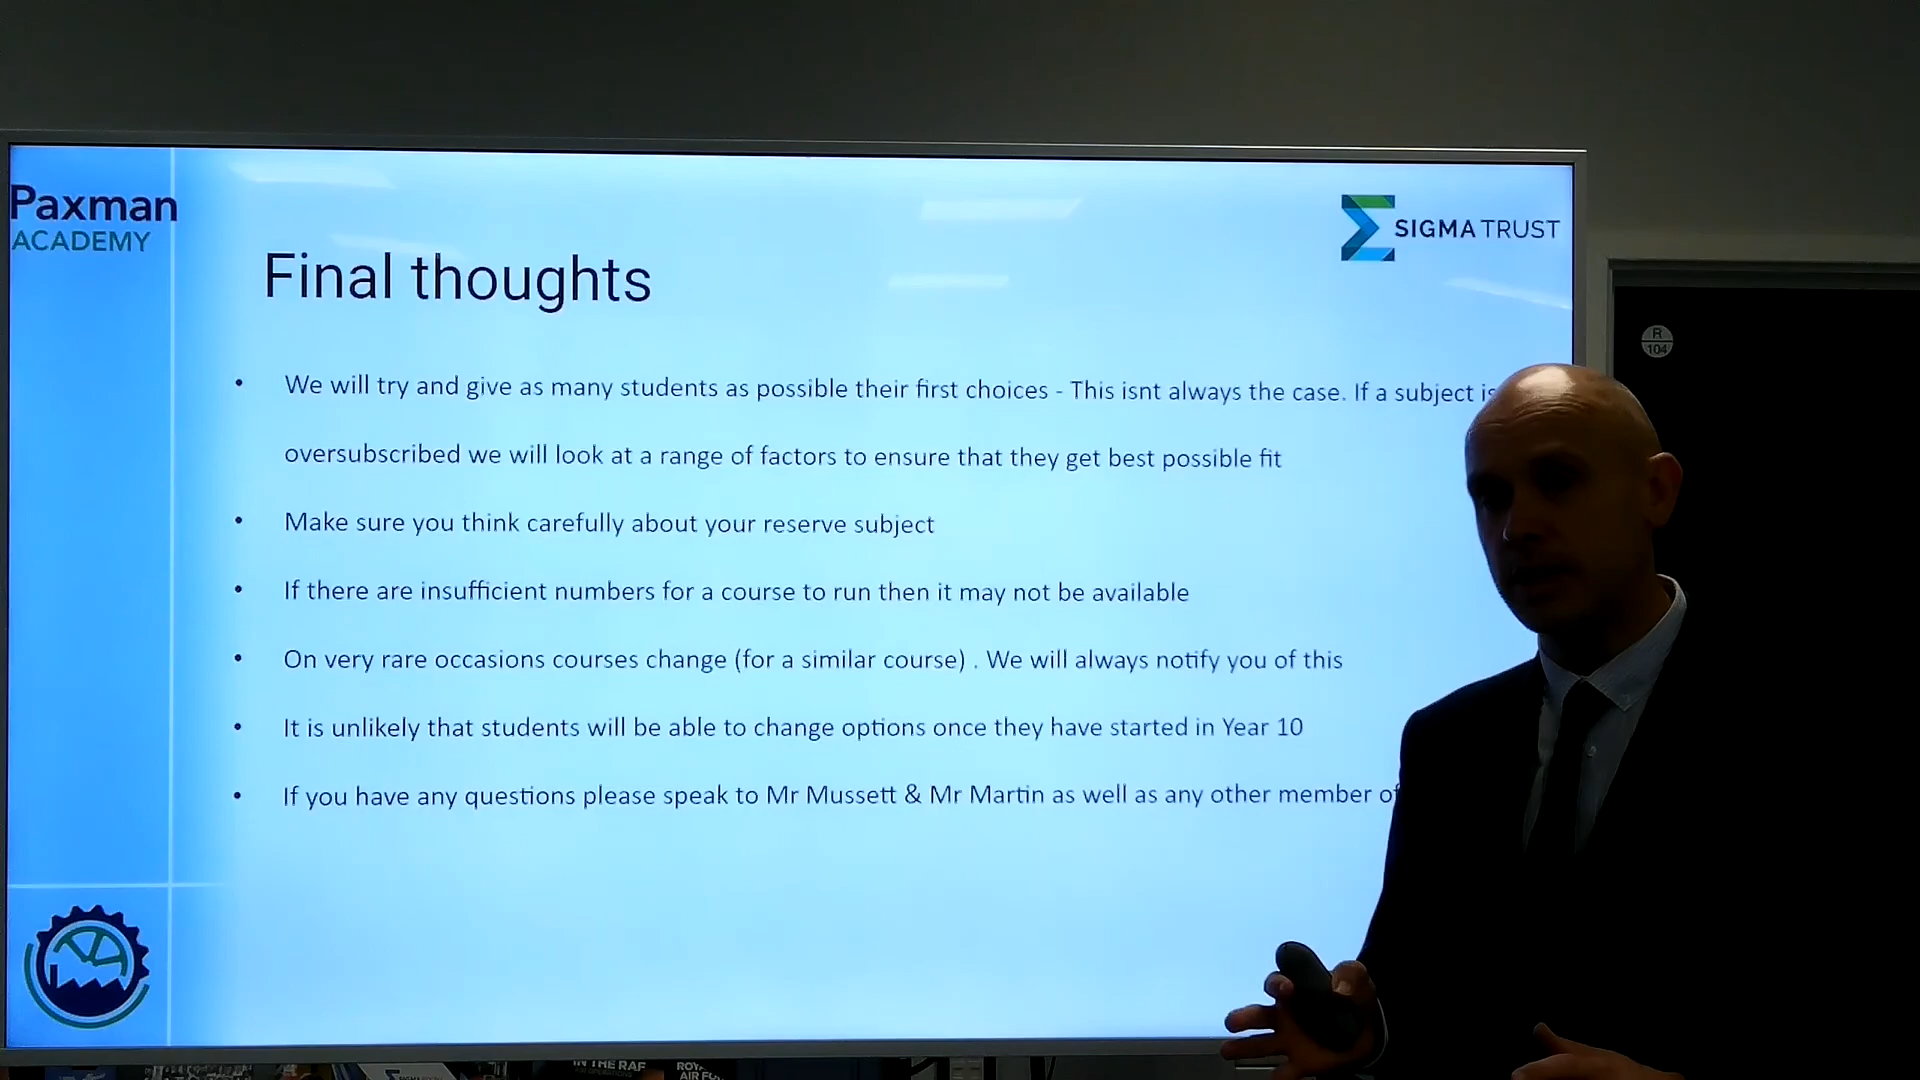 Paxman
ACADEMY
SIGMA TRUST
Final thoughts
• We will try and give as many students as possible their first choices - This isnt always the case. If a subject is
oversubscribed we will look at a range of factors to ensure that they get best possible fit
• Make sure you think carefully about your reserve subject
• If there are insufficient numbers for a course to run then it may not be available
• On very rare occasions courses change (for a similar course) . We will always notify you of this
• It is unlikely that students will be able to change options once they have started in Year 10
• If you have any questions please speak to Mr Mussett & Mr Martin as well as any other member of
R
104
IN THE RAF